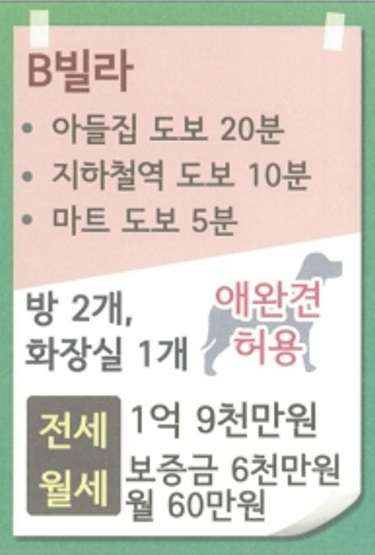 B빌라
• 아들집 도보 20분
• 지하철역 도보 10분
• 마트 도보 5분
방 2개,
화장실 1개
애완견
허용
전세 1억 9천만원
월세 보증금 6천만원
월 60만원